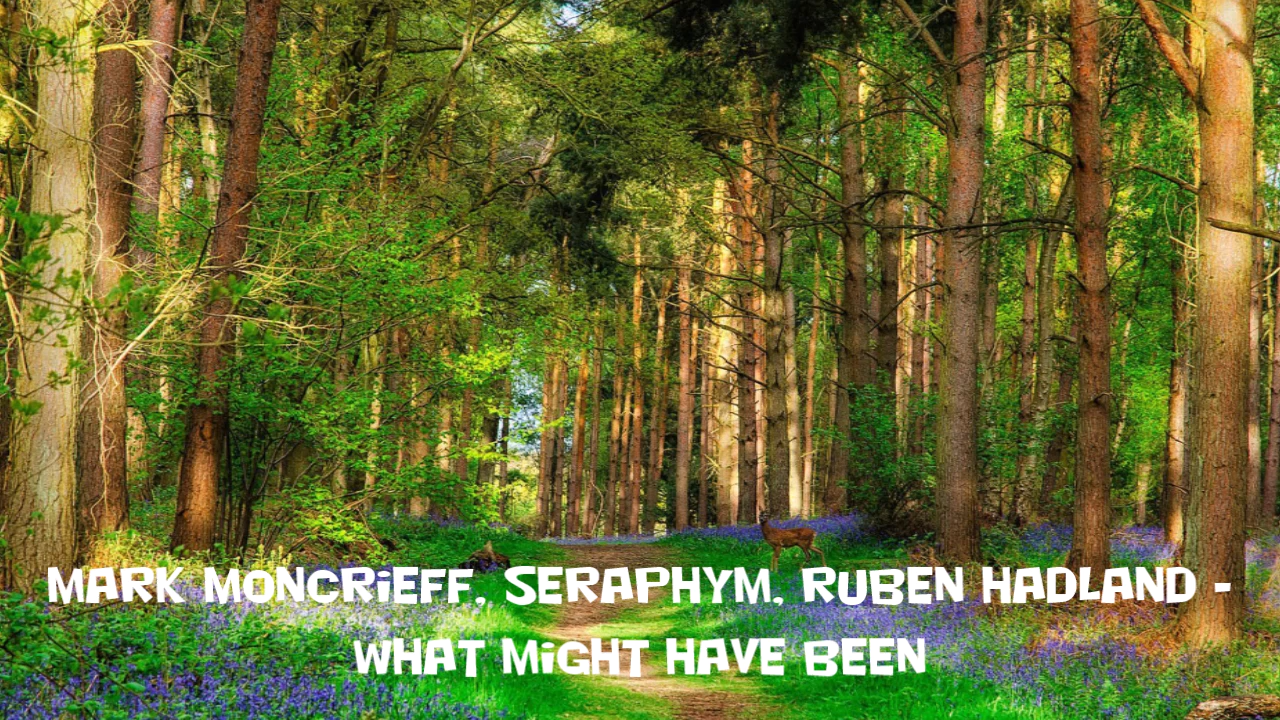 MARK MONCRiEFF, SERAPHYM, RUBEN HADLAND -
WHAT MiGHT HAVE BEEN